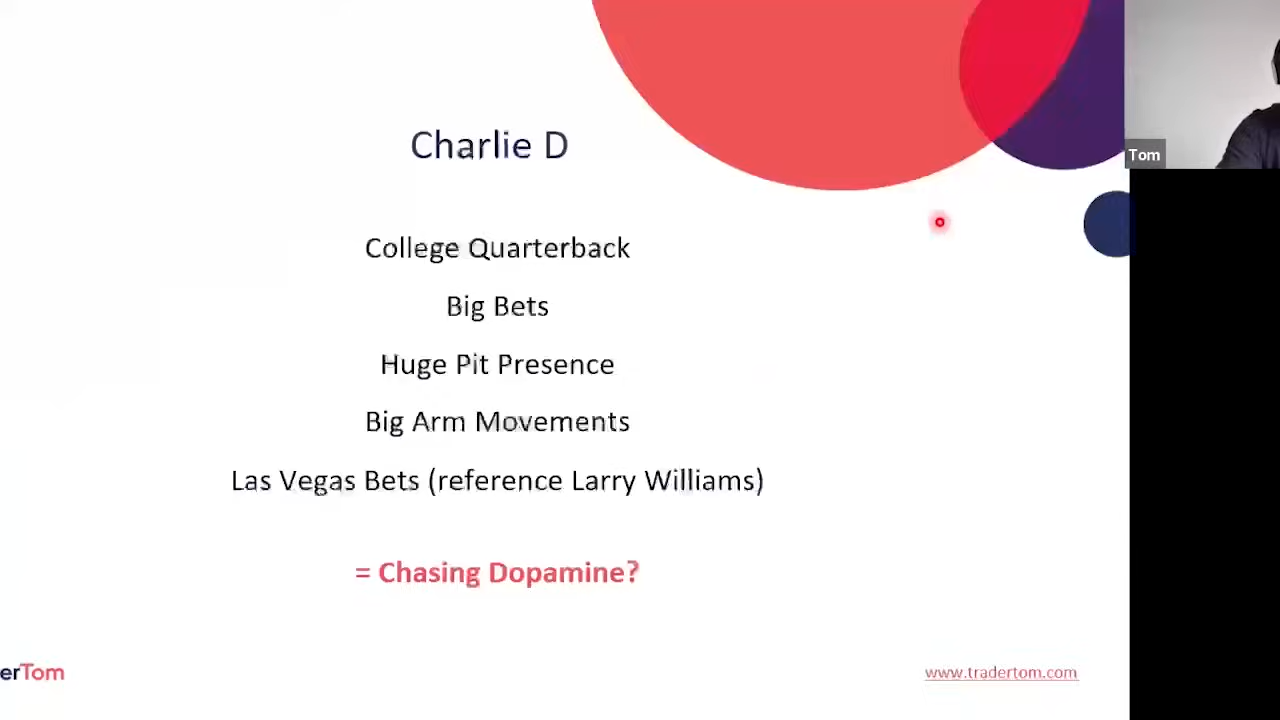 Charlie D
Tom
College Quarterback
Big Bets
Huge Pit Presence
Big Arm Movements
Las Vegas Bets (reference Larry Williams)
= Chasing Dopamine?
erTom
www.tradertom.com